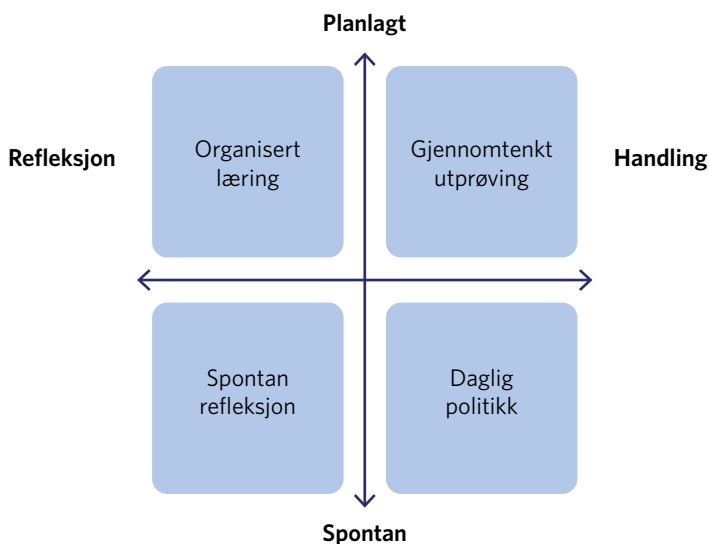 Planlagt
Refleksjon
Organisert
læring
Gjennomtenkt
utprøving
Handling
Spontan
refleksjon
Daglig
politikk
Spontan